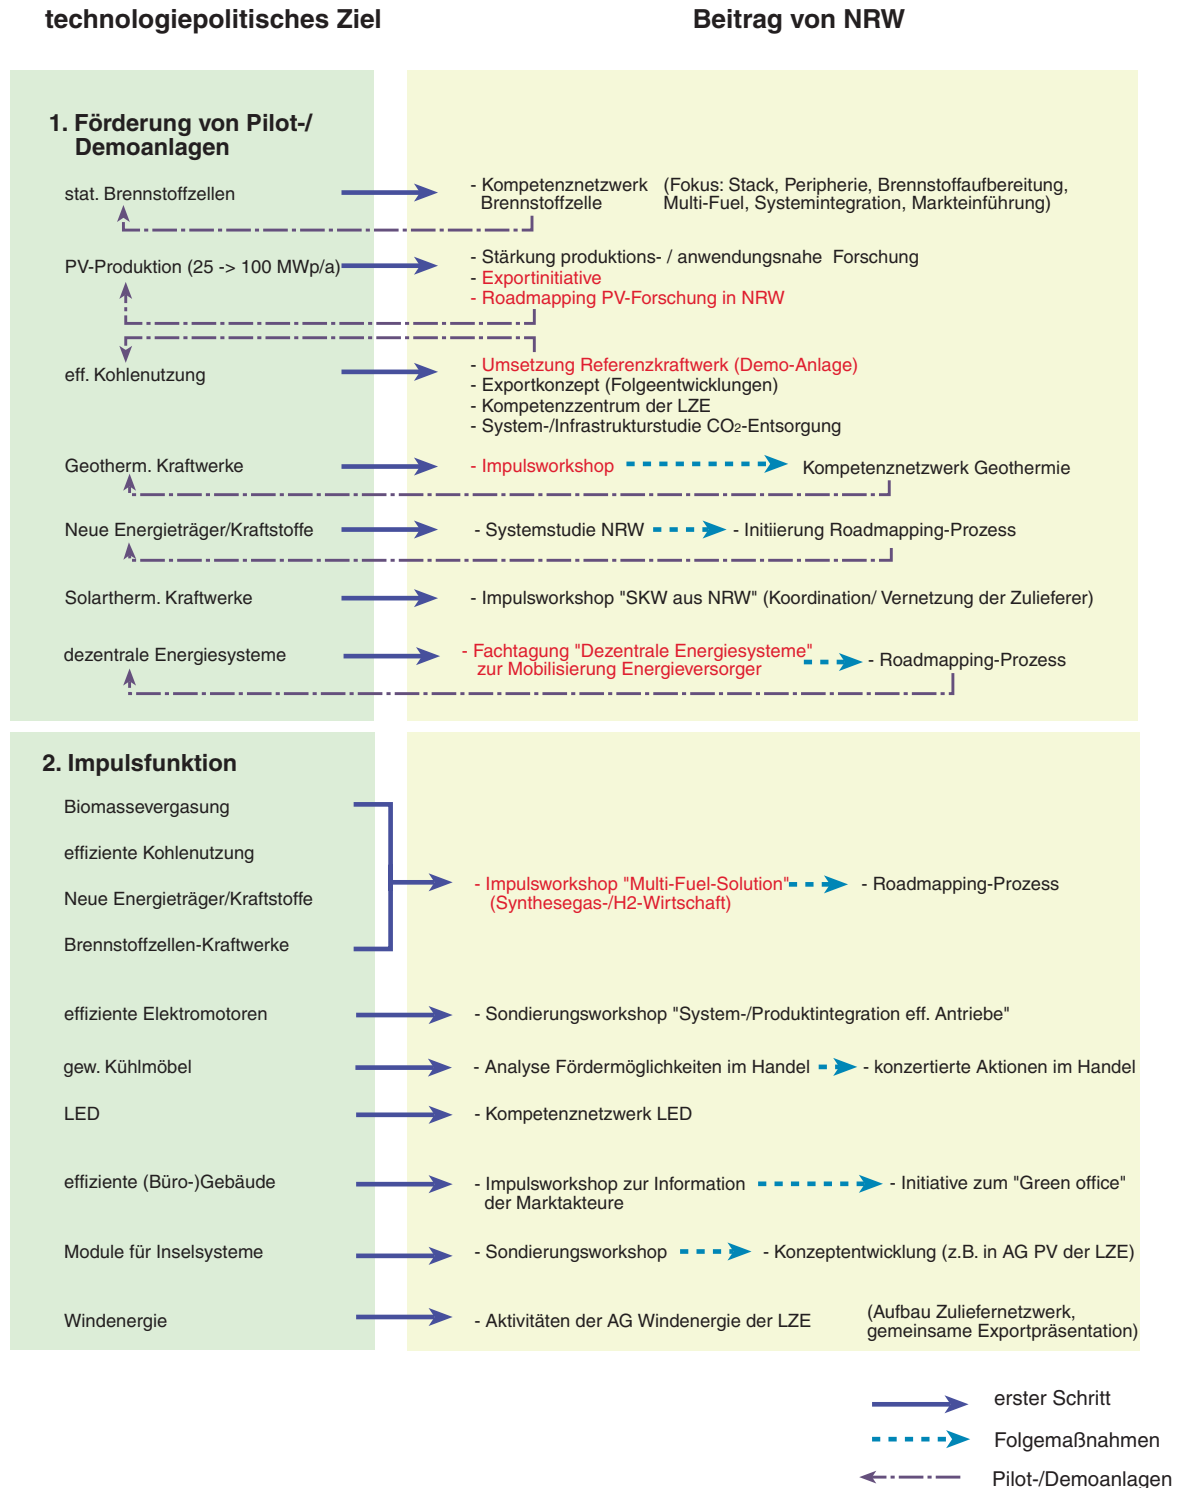 technologiepolitisches Ziel
Beitrag von NRW
1. Förderung von Pilot-/
Demoanlagen
stat. Brennstoffzellen
- Kompetenznetzwerk (Fokus: Stack, Peripherie, Brennstoffaufbereitung,
Brennstoffzelle Multi-Fuel, Systemintegration, Markteinführung)
PV-Produktion (25 -> 100 MWp/a)
- Stärkung produktions- / anwendungsnahe Forschung
- Exportinitiative
- Roadmapping PV-Forschung in NRW
eff. Kohlenutzung
- Umsetzung Referenzkraftwerk (Demo-Anlage)
- Exportkonzept (Folgeentwicklungen)
- Kompetenzzentrum der LZE
- System-/Infrastrukturstudie CO2-Entsorgung
Geotherm. Kraftwerke
- Impulsworkshop
Kompetenznetzwerk Geothermie
Neue Energieträger/Kraftstoffe
- Systemstudie NRW
- Initiierung Roadmapping-Prozess
Solartherm. Kraftwerke
- Impulsworkshop "SKW aus NRW" (Koordination/ Vernetzung der Zulieferer)
dezentrale Energiesysteme
- Fachtagung "Dezentrale Energiesysteme"
zur Mobilisierung Energieversorger
- Roadmapping-Prozess
2. Impulsfunktion
Biomassevergasung
effiziente Kohlenutzung
Neue Energieträger/Kraftstoffe
Brennstoffzellen-Kraftwerke
- Impulsworkshop "Multi-Fuel-Solution"
(Synthesegas-/H2-Wirtschaft)
- Roadmapping-Prozess
effiziente Elektromotoren
- Sondierungsworkshop "System-/Produktintegration eff. Antriebe"
gew. Kühlmöbel
- Analyse Fördermöglichkeiten im Handel
- konzertierte Aktionen im Handel
LED
- Kompetenznetzwerk LED
effiziente (Büro-)Gebäude
- Impulsworkshop zur Information
der Marktakteure
- Initiative zum "Green office"
Module für Inselsysteme
- Sondierungsworkshop
- Konzeptentwicklung (z.B. in AG PV der LZE)
Windenergie
- Aktivitäten der AG Windenergie der LZE
(Aufbau Zuliefernetzwerk,
gemeinsame Exportpräsentation)
erster Schritt
Folgemaßnahmen
Pilot-/Demoanlagen